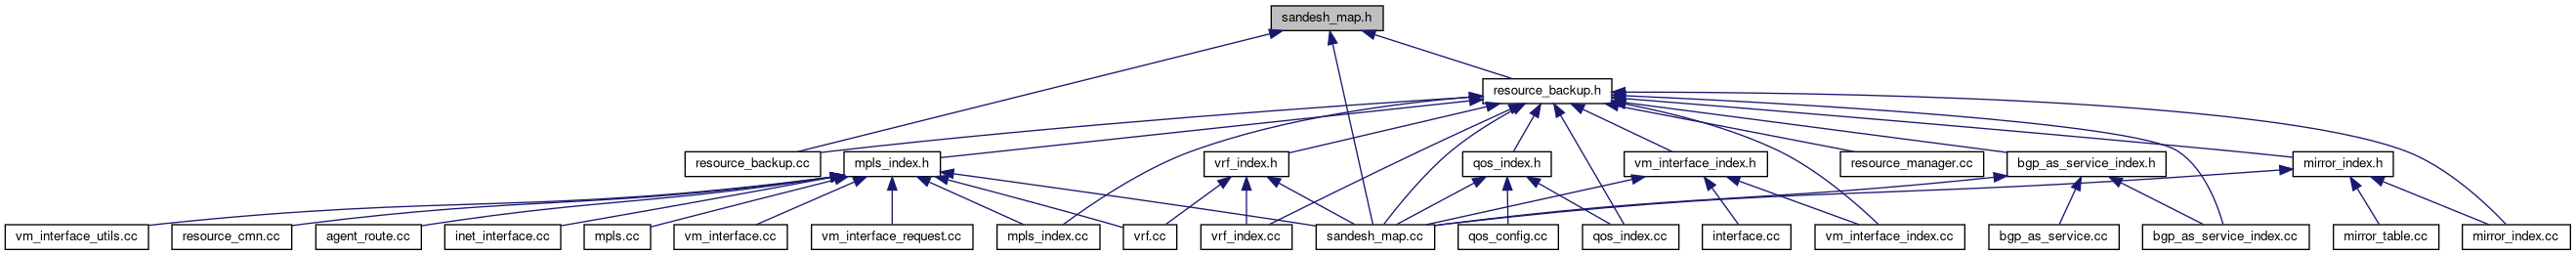 sandesh_map.h
resource_backup.h
resource_backup.cc
mpls_index.h
vrf_index.h
qos_index.h
vm_interface_index.h
resource_manager.cc
bgp_as_service_index.h
mirror_index.h
vm_interface_utils.cc
resource_cmn.cc
agent_route.cc
inet_interface.cc
mpls.cc
vm_interface.cc
vm_interface_request.cc
mpls_index.cc
vrf.cc
vrf_index.cc
sandesh_map.cc
qos_config.cc
qos_index.cc
interface.cc
vm_interface_index.cc
bgp_as_service.cc
bgp_as_service_index.cc
mirror_table.cc
mirror_index.cc